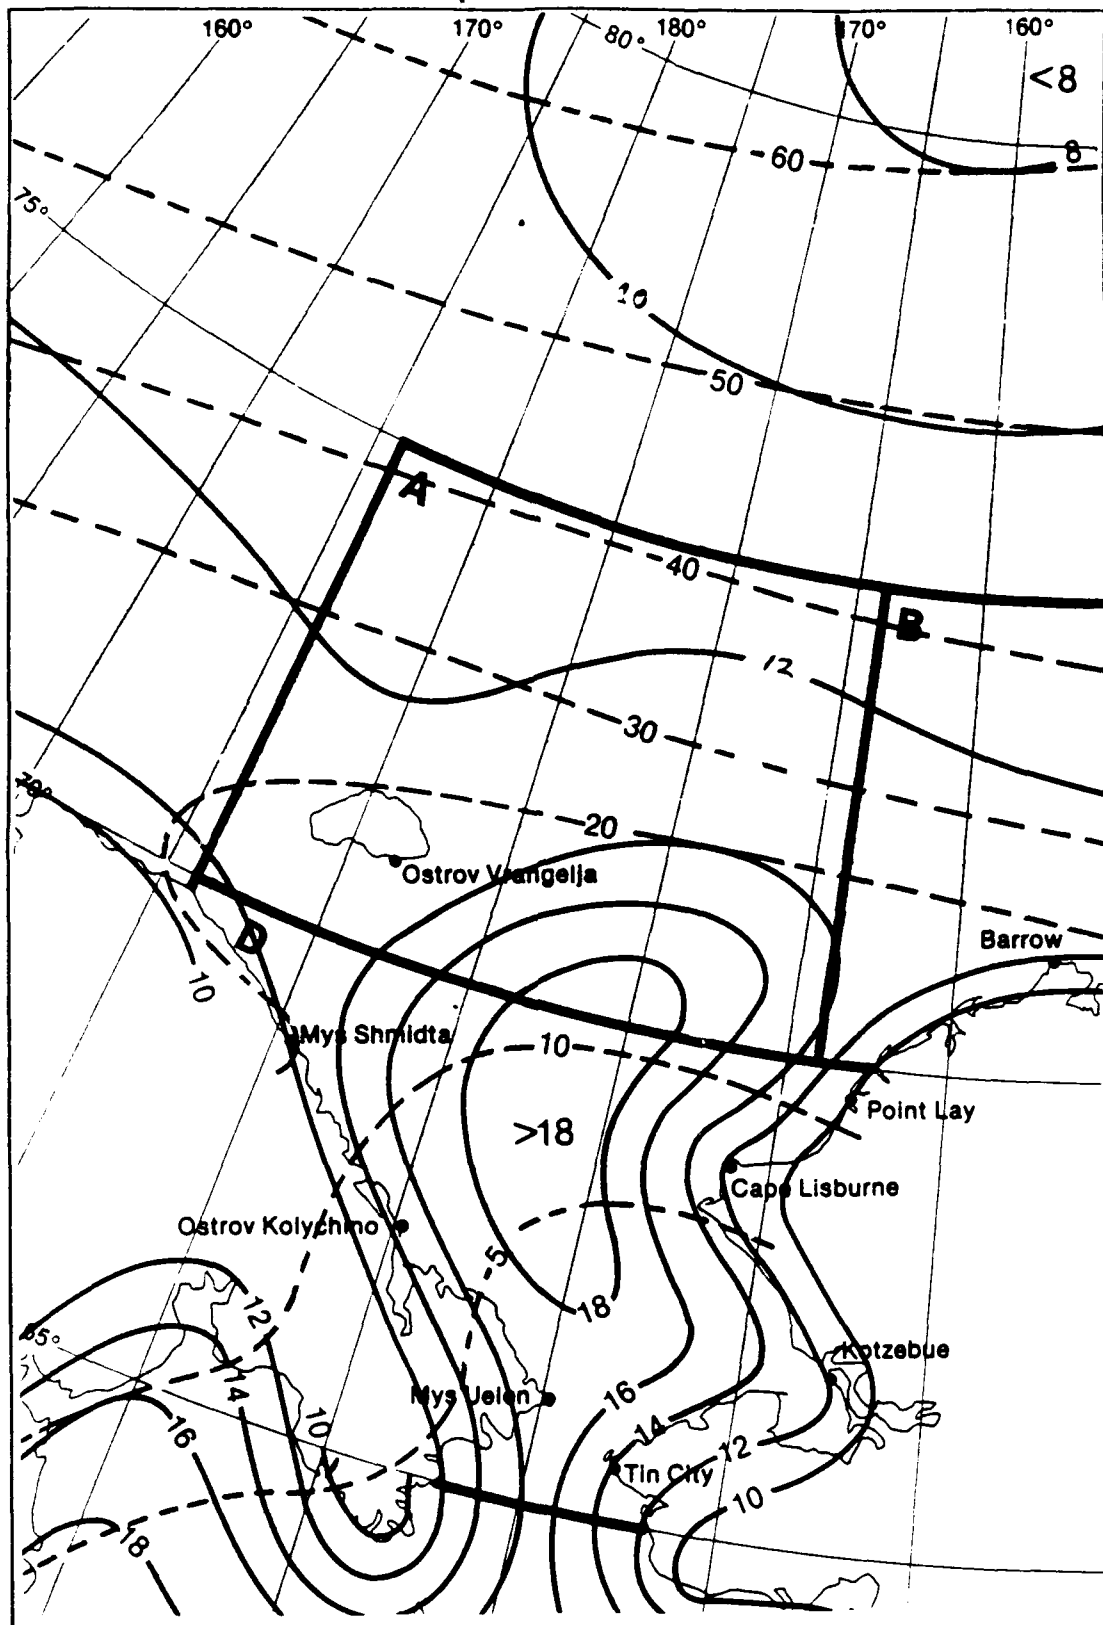 160° 170° 80° 180° 170° 160°
<8
8
60
75°
10
50
A
40
B
12
30
70°
20
Ostrov Vrangelja
D
Barrow
10
Mys Shmidta
10
Point Lay
>18
Cape Lisburne
Ostrov Kolychino
5
12
18
65°
Kotzebue
14
16
Mys Uelen
10
14
16
12
Tin City
10
18